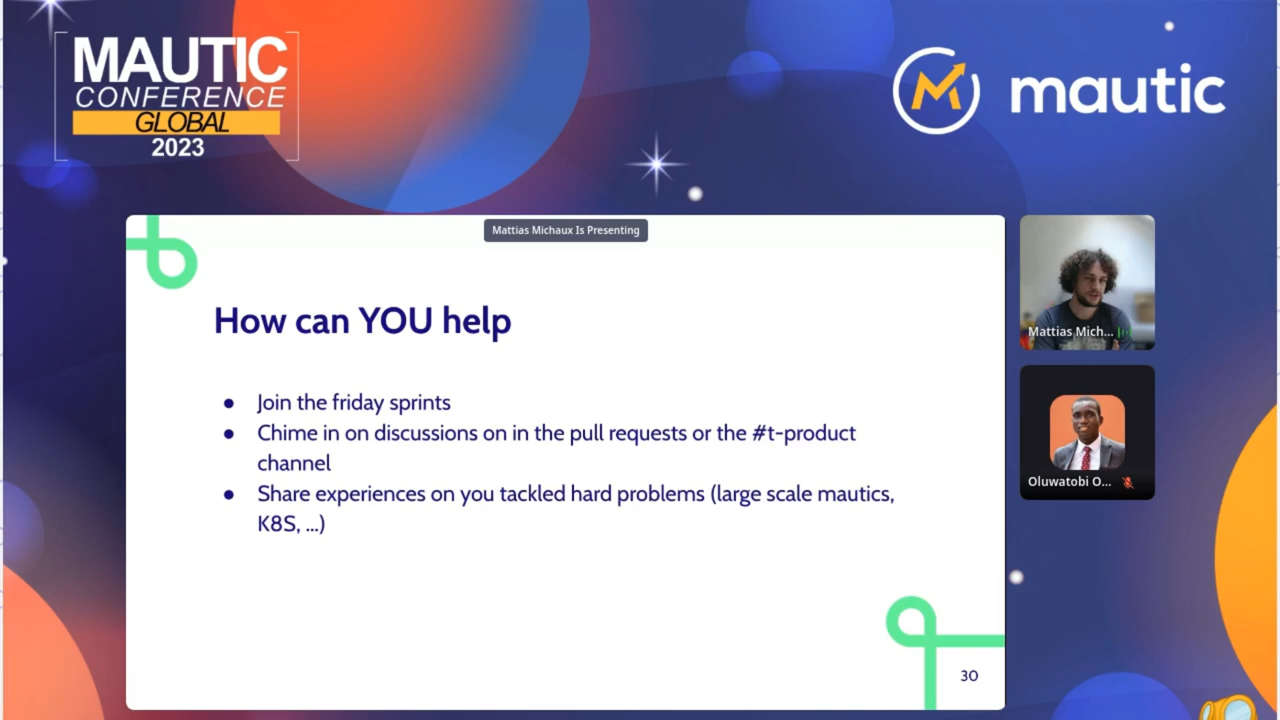 MAUTIC
CONFERENCE
GLOBAL
2023
mautic
Mattias Michaux Is Presenting
How can YOU help
● Join the friday sprints
● Chime in on discussions on in the pull requests or the #t-product
channel
● Share experiences on you tackled hard problems (large scale mautics,
K8S, ...)
30
Mattias Mich...
Oluwatobi O...